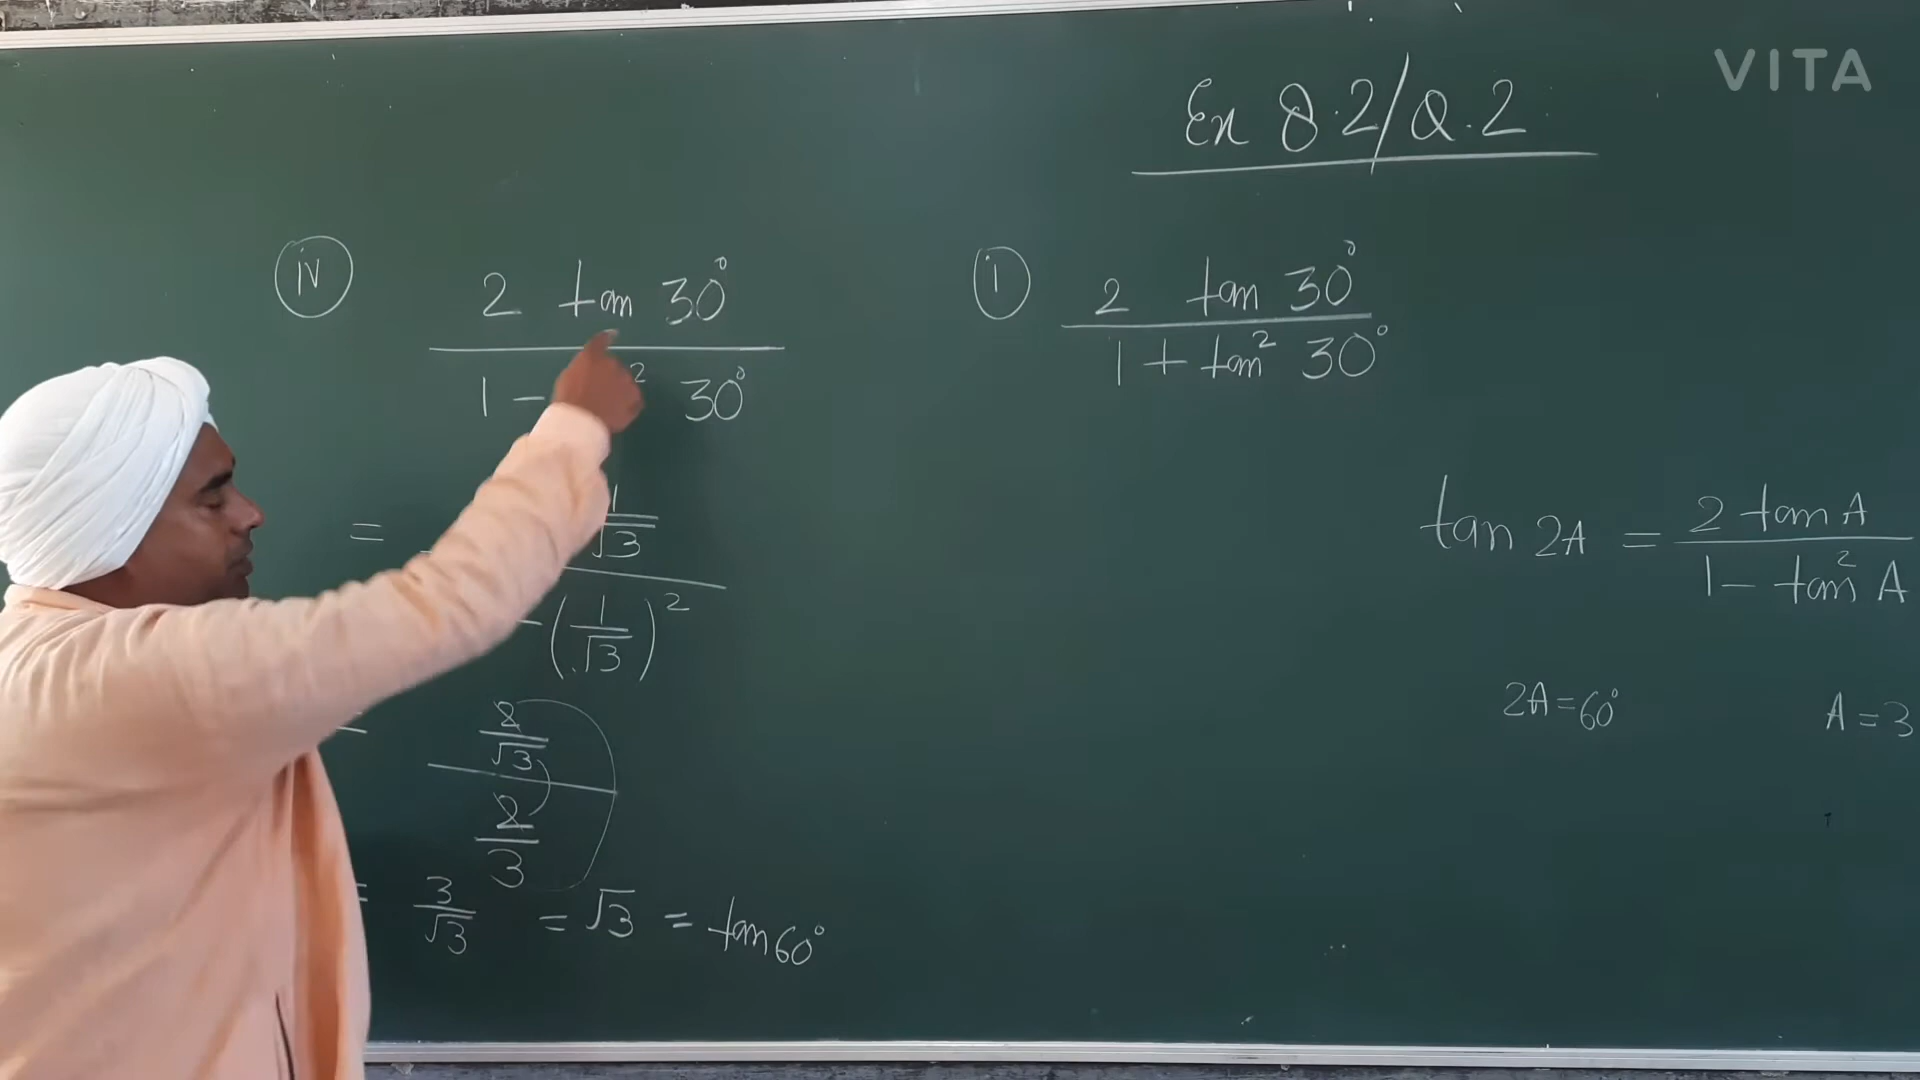 VITA
Ex 8.2/Q.2
iv
2 tan 30°
1 - ² 30°
=
1
√3
- (1/√3)²
2
√3
2
3
= 3/√3 = √3 = tan 60°
i
2 tan 30°
1 + tan² 30°
tan 2A = 2 tan A
1 - tan² A
2A = 60°
A = 3